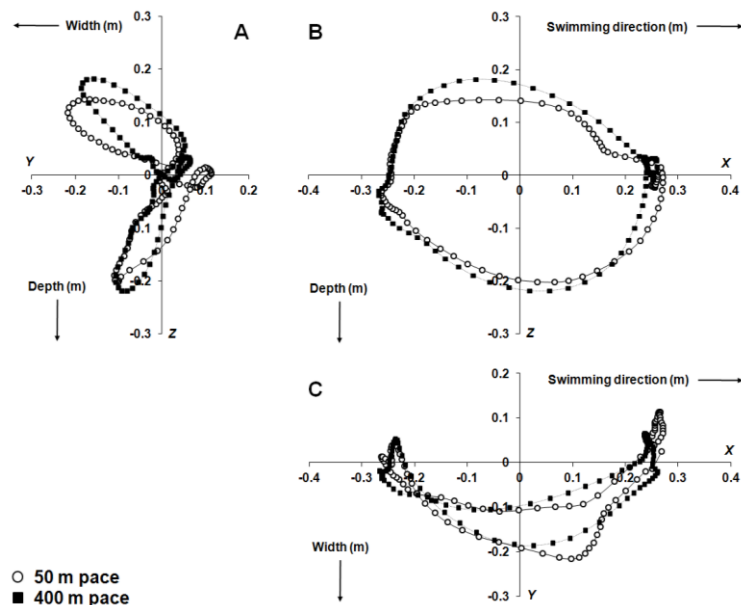 0.3
Width (m)
A
0.2
0.1
Y
0
-0.3 -0.2 -0.1 0.1 0.2
-0.1
-0.2
Depth (m)
-0.3 Z
B
0.3
Swimming direction (m)
0.2
0.1
X
0
-0.4 -0.3 -0.2 -0.1 0 0.1 0.2 0.3 0.4
-0.1
-0.2
Depth (m)
-0.3 Z
C
0.2
Swimming direction (m)
0.1
X
0
-0.4 -0.3 -0.2 -0.1 0 0.1 0.2 0.3 0.4
-0.1
-0.2
Width (m)
-0.3 Y
50 m pace
400 m pace